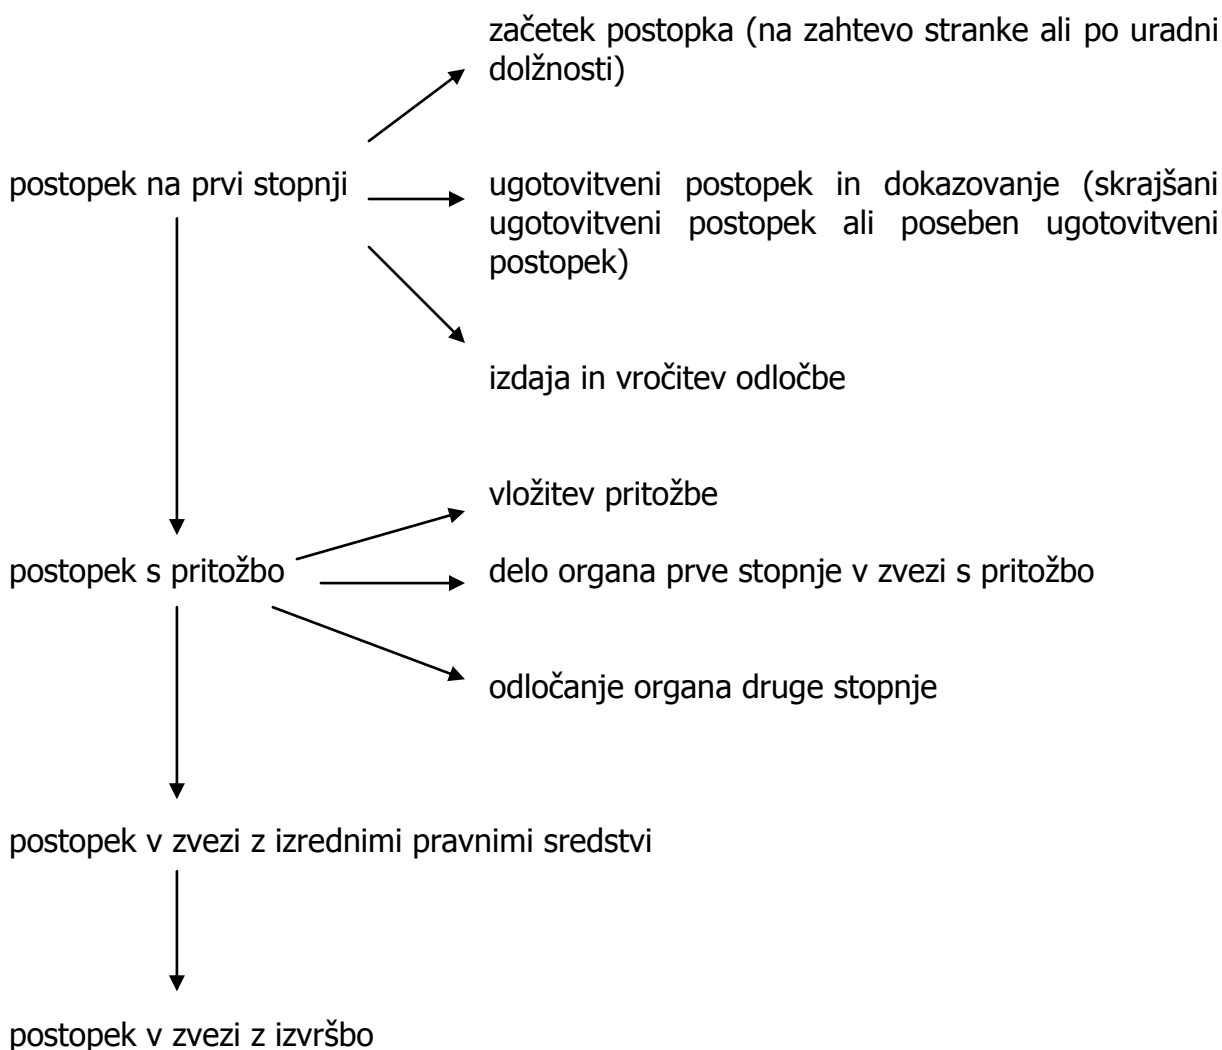 začetek postopka (na zahtevo stranke ali po uradni
dolžnosti)
postopek na prvi stopnji
ugotovitveni postopek in dokazovanje (skrajšani
ugotovitveni postopek ali poseben ugotovitveni
postopek)
izdaja in vročitev odločbe
vložitev pritožbe
postopek s pritožbo
delo organa prve stopnje v zvezi s pritožbo
odločanje organa druge stopnje
postopek v zvezi z izrednimi pravnimi sredstvi
postopek v zvezi z izvršbo